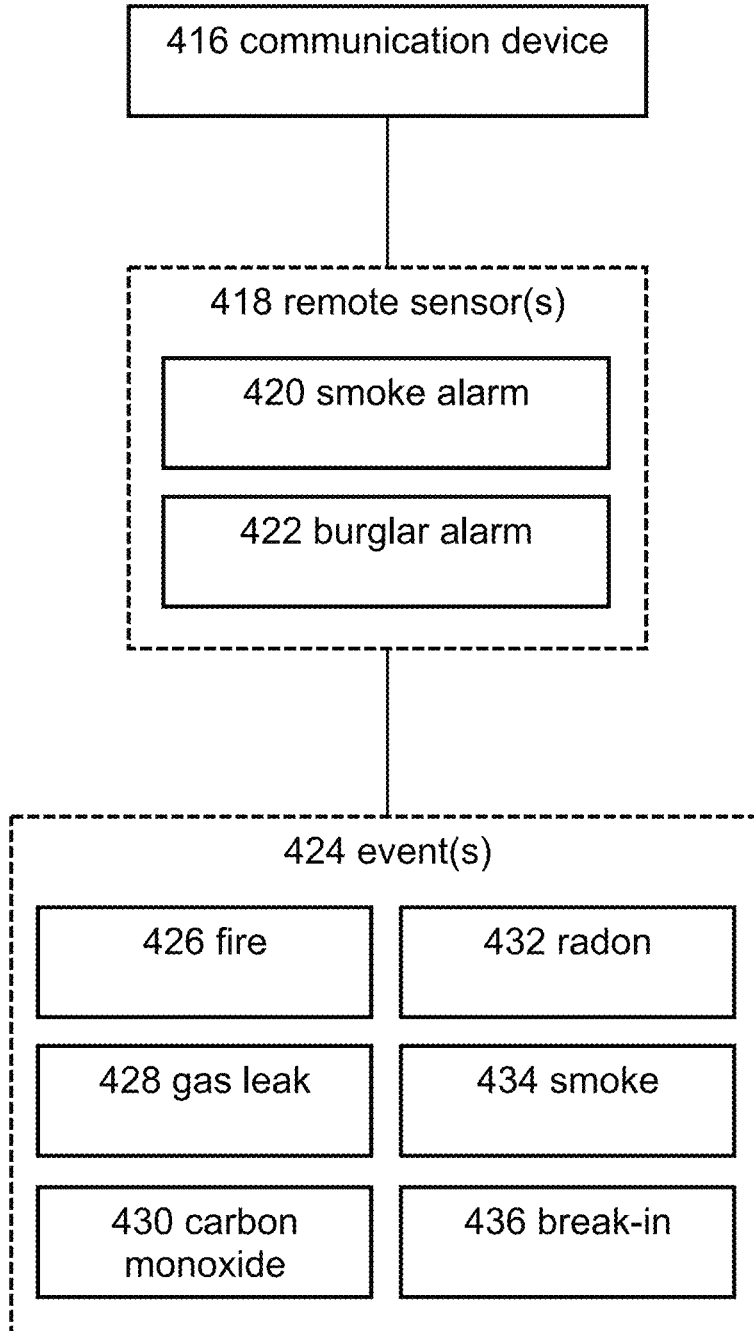 416 communication device
418 remote sensor(s)
420 smoke alarm
422 burglar alarm
424 event(s)
426 fire
432 radon
428 gas leak
434 smoke
430 carbon
monoxide
436 break-in